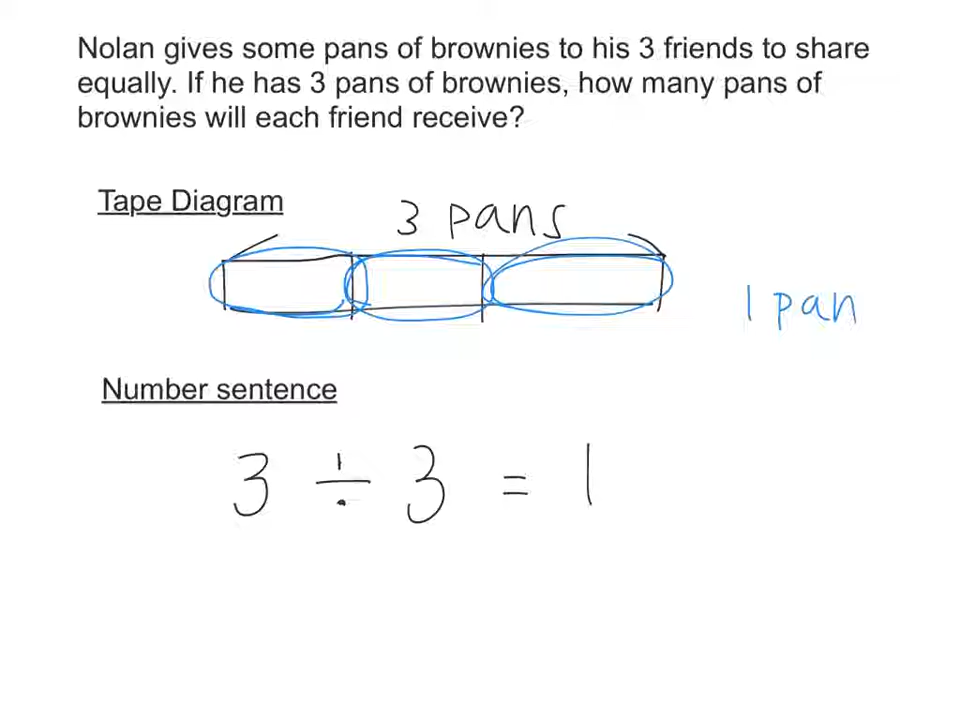 Nolan gives some pans of brownies to his 3 friends to share
equally. If he has 3 pans of brownies, how many pans of
brownies will each friend receive?
Tape Diagram
3 pans
1 pan
Number sentence
3 ÷ 3 = 1